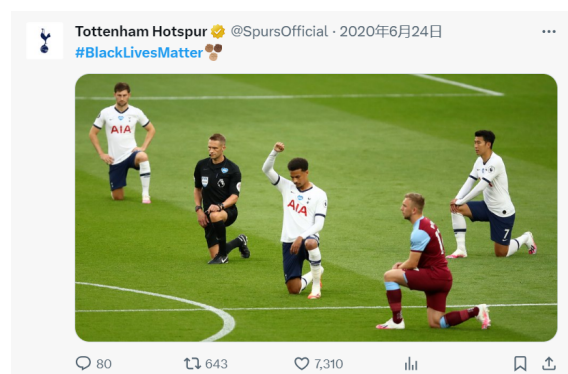 Tottenham Hotspur @SpursOfficial · 2020年6月24日
#BlackLivesMatter
AIA
AIA
7
80 643 7,310